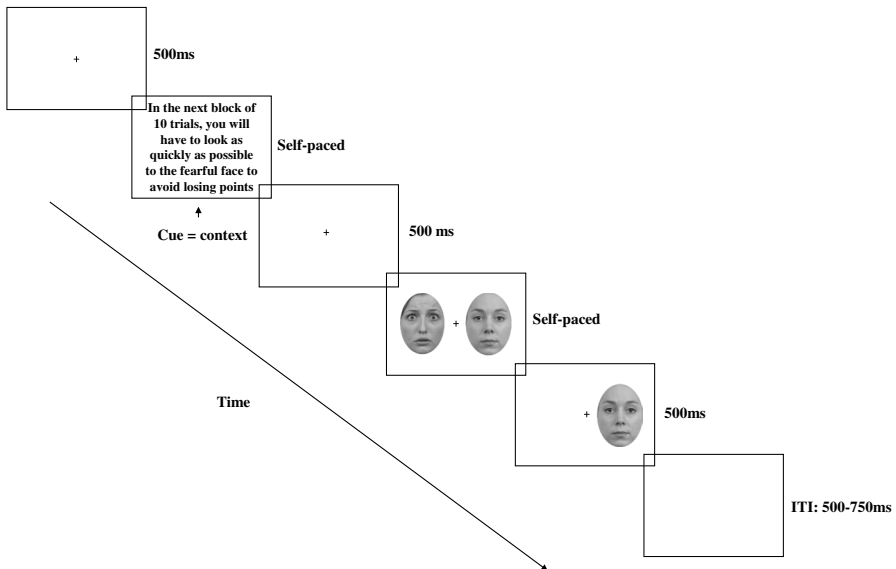 +
500ms
In the next block of
10 trials, you will
have to look as
quickly as possible
to the fearful face to
avoid losing points
Self-paced
Cue = context
+
500 ms
+
Self-paced
Time
+
500ms
ITI: 500-750ms